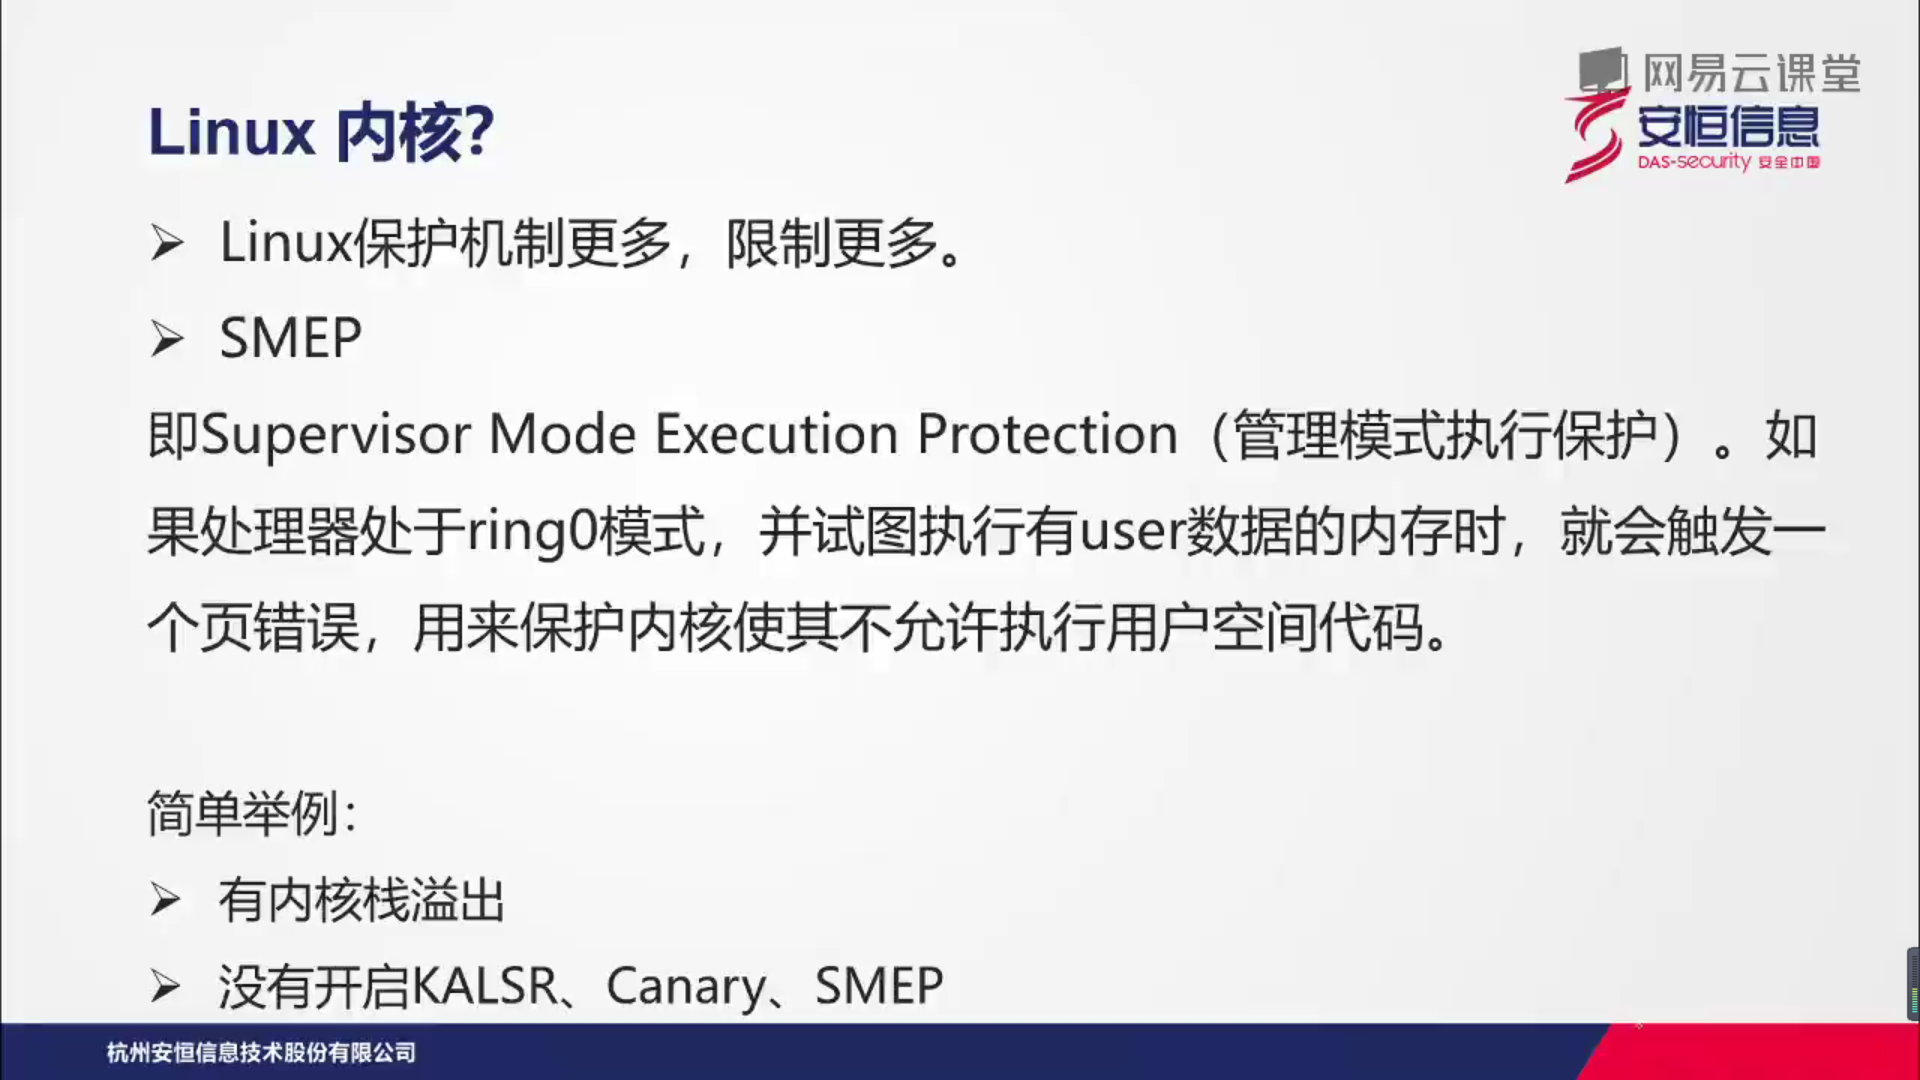 网易云课堂
安恒信息
DAS-security 安全中国
Linux 内核?
Linux保护机制更多，限制更多。
SMEP
即Supervisor Mode Execution Protection（管理模式执行保护）。如
果处理器处于ring0模式，并试图执行有user数据的内存时，就会触发一
个页错误，用来保护内核使其不允许执行用户空间代码。
简单举例：
有内核栈溢出
没有开启KALSR、Canary、SMEP
杭州安恒信息技术股份有限公司